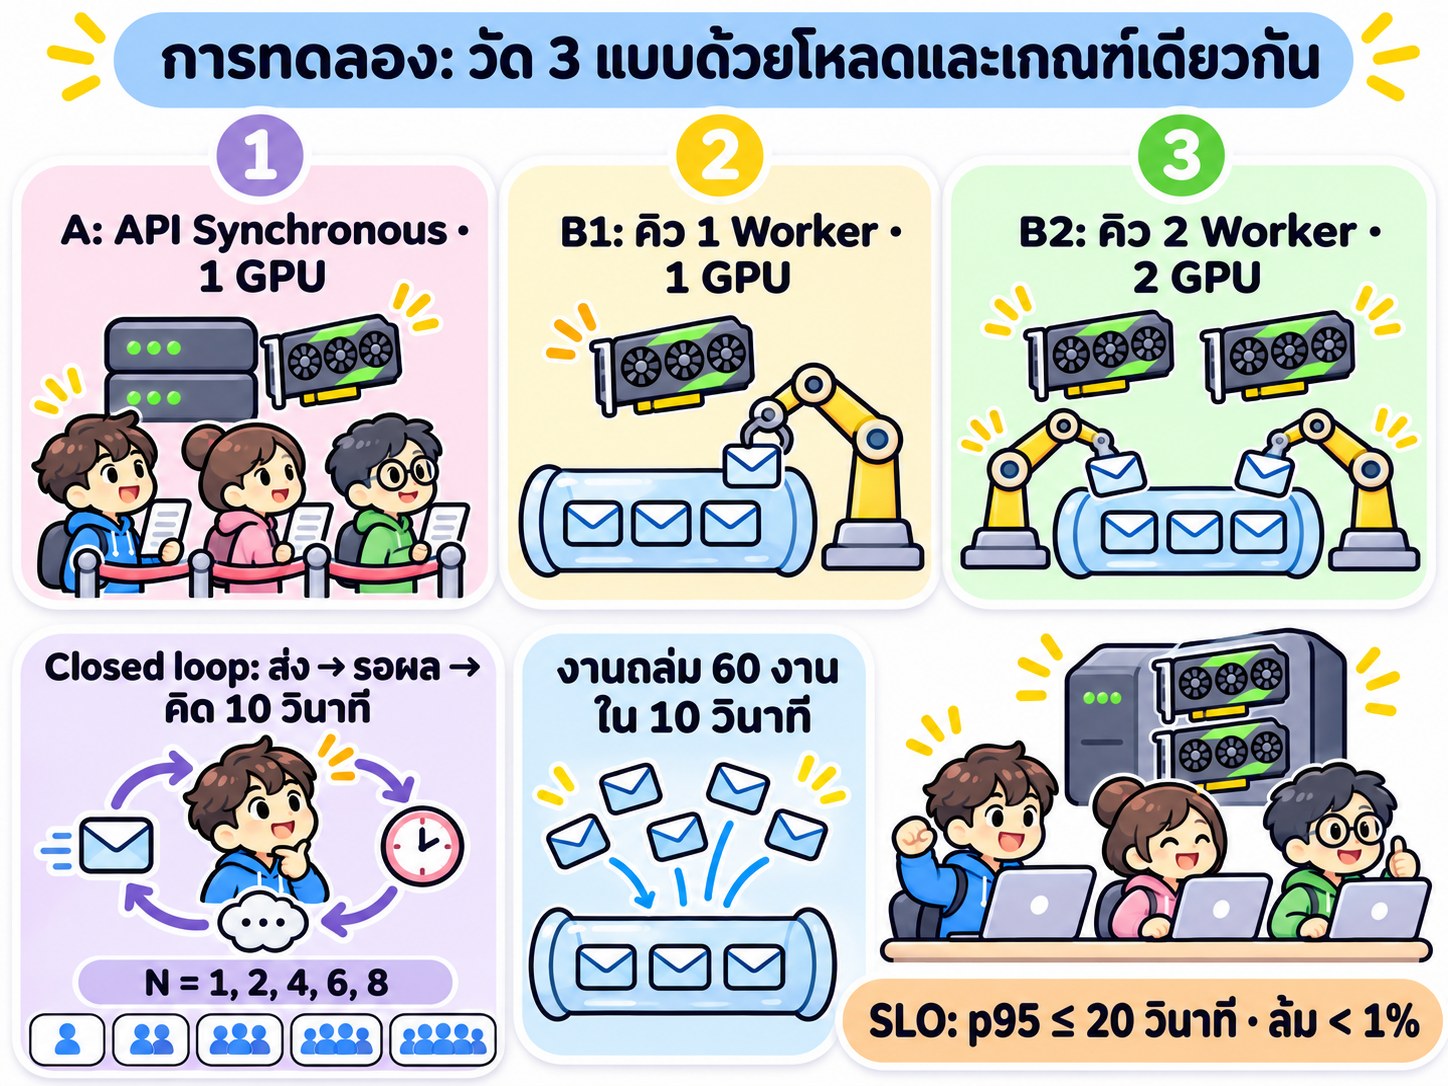 การทดลอง: วัด 3 แบบด้วยโหลดและเกณฑ์เดียวกัน
1
A: API Synchronous •
1 GPU
2
B1: คิว 1 Worker •
1 GPU
3
B2: คิว 2 Worker •
2 GPU
Closed loop: ส่ง → รอผล →
คิด 10 วินาที
N = 1, 2, 4, 6, 8
งานถล่ม 60 งาน
ใน 10 วินาที
SLO: p95 ≤ 20 วินาที · ล้ม < 1%